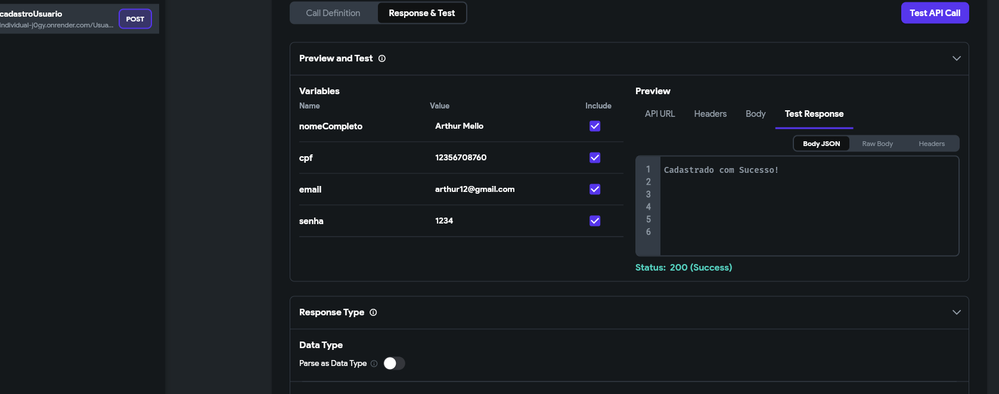 cadastroUsuario
individual-j0gy.onrender.com/Usua...
POST
Call Definition
Response & Test
Test API Call
Preview and Test
Variables
Name Value Include
nomeCompleto Arthur Mello
cpf 12356708760
email arthur12@gmail.com
senha 1234
Preview
API URL Headers Body Test Response
Body JSON Raw Body Headers
1 Cadastrado com Sucesso!
2
3
4
5
6
Status: 200 (Success)
Response Type
Data Type
Parse as Data Type